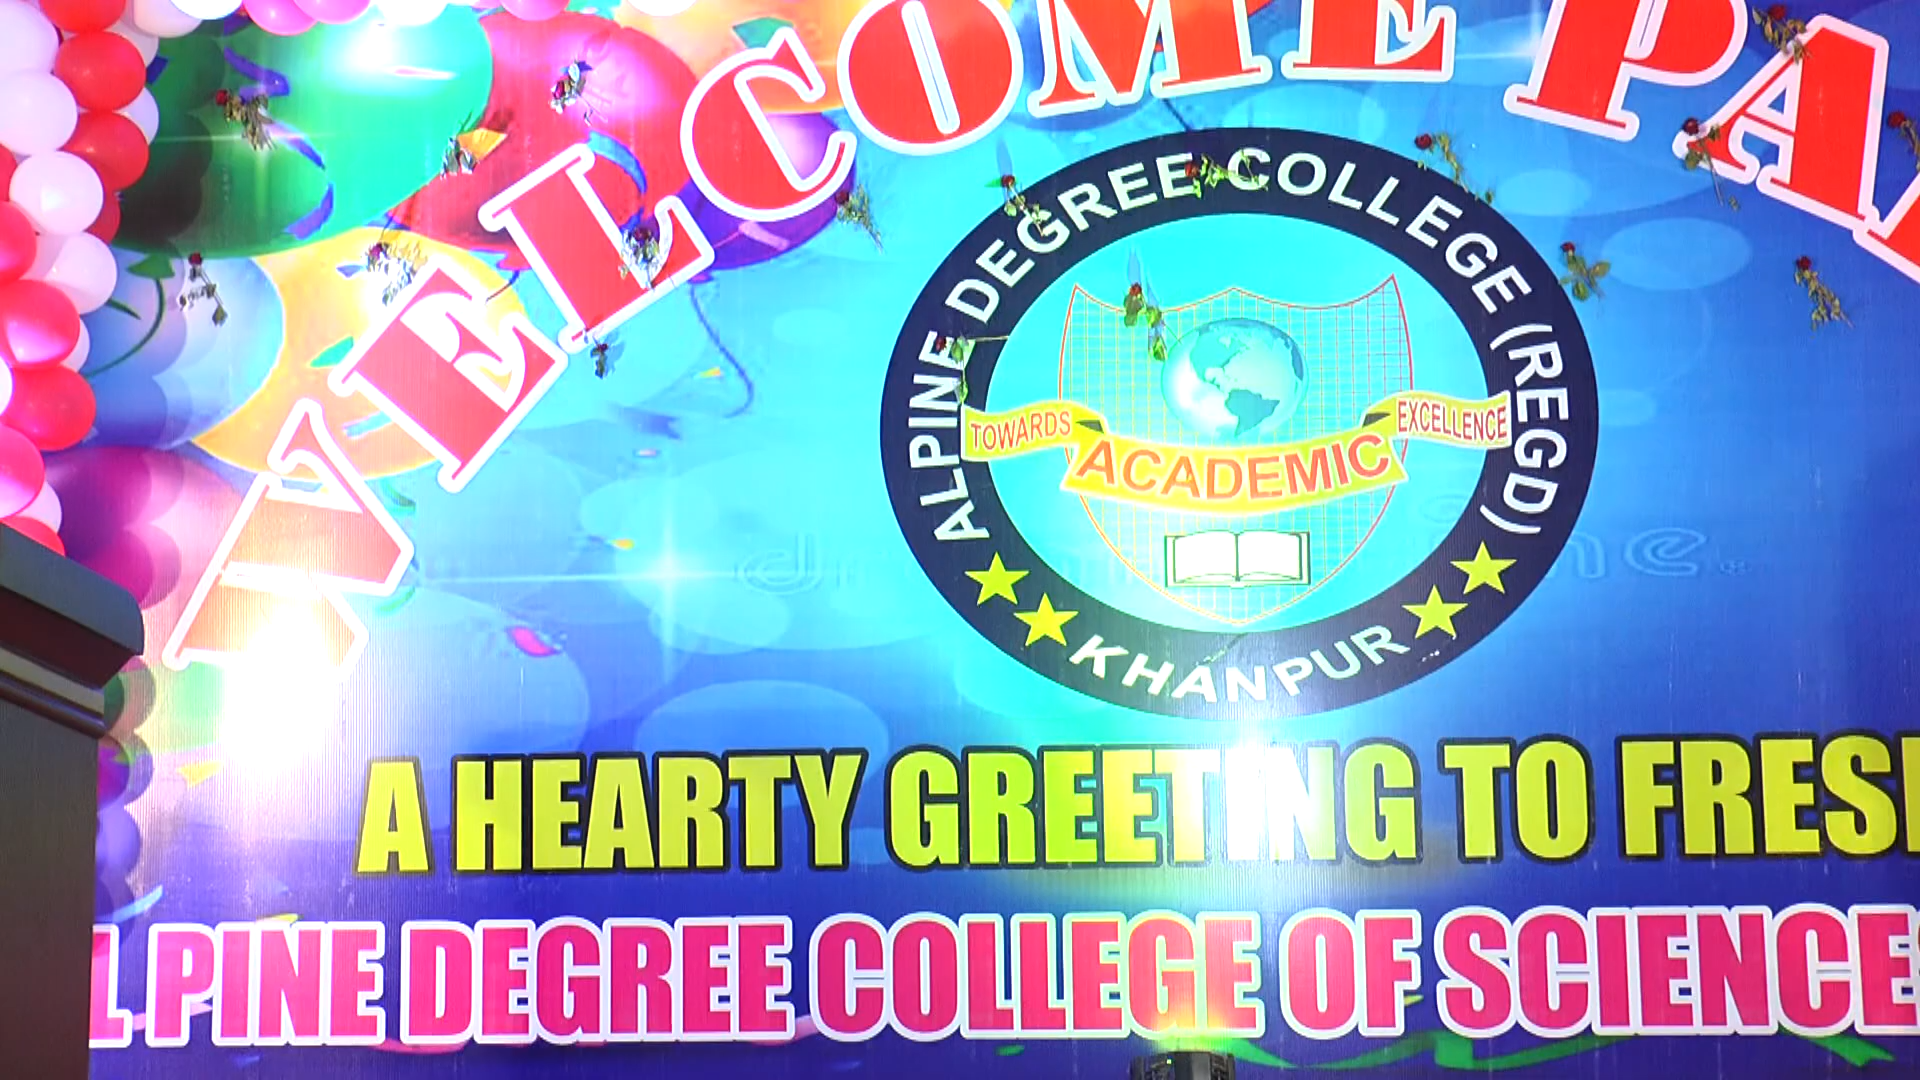 WELCOME PA
ALPINE DEGREE COLLEGE (REGD)
TOWARDS
ACADEMIC
EXCELLENCE
KHANPUR
A HEARTY GREETING TO FRES
L PINE DEGREE COLLEGE OF SCIENCE